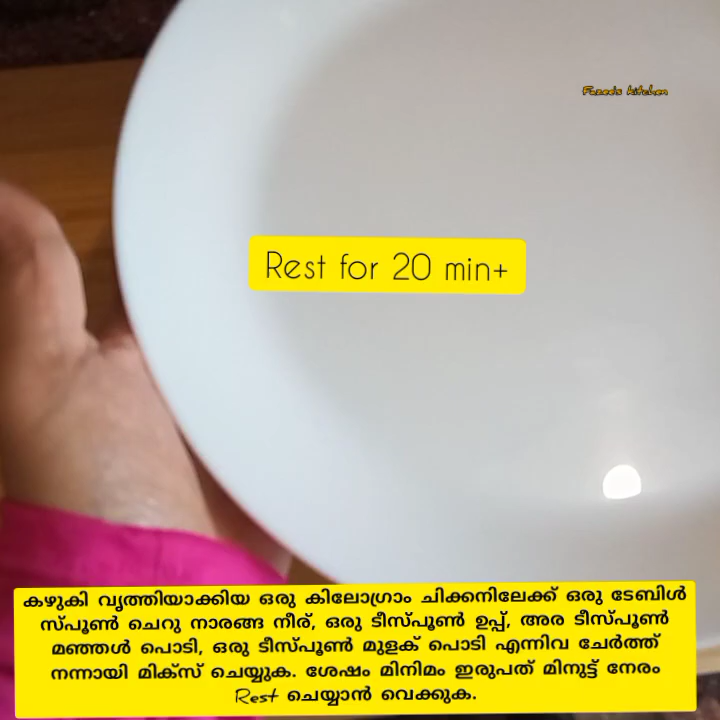 Fazee's kitchen
Rest for 20 min+
കഴുകി വൃത്തിയാക്കിയ ഒരു കിലോഗ്രാം ചിക്കനിലേക്ക് ഒരു ടേബിൾ
സ്പൂൺ ചെറു നാരങ്ങ നീര്, ഒരു ടീസ്പൂൺ ഉപ്പ്, അര ടീസ്പൂൺ
മഞ്ഞൾ പൊടി, ഒരു ടീസ്പൂൺ മുളക് പൊടി എന്നിവ ചേർത്ത്
നന്നായി മിക്സ് ചെയ്യുക. ശേഷം മിനിമം ഇരുപത് മിനുട്ട് നേരം
Rest ചെയ്യാൻ വെക്കുക.